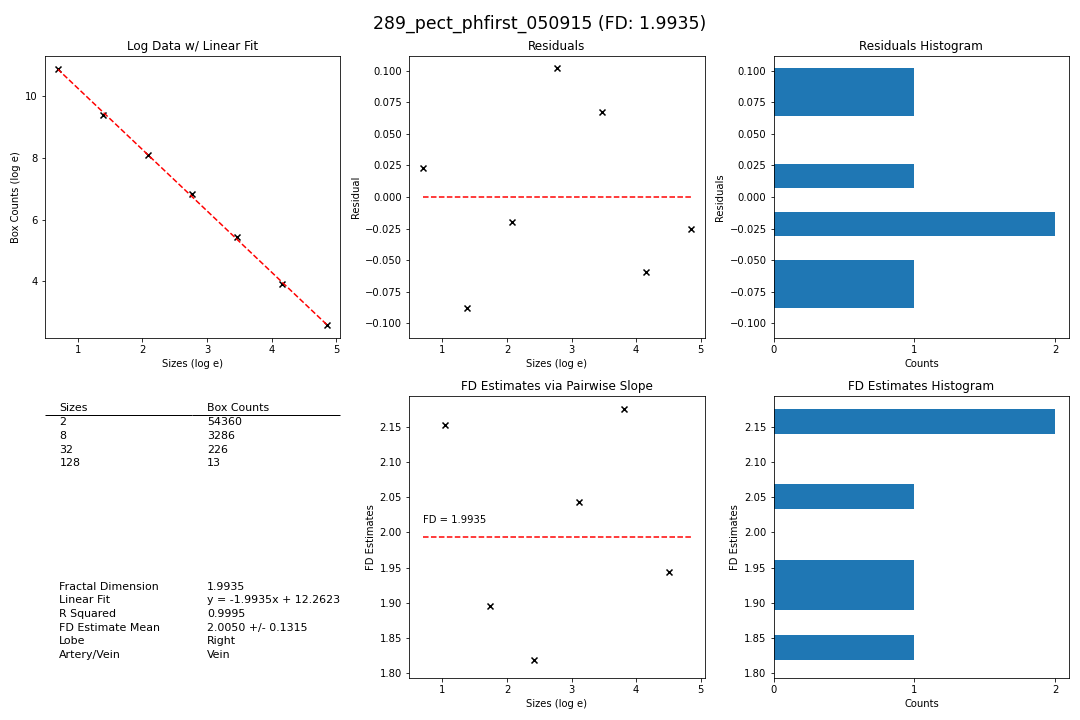 289_pect_phfirst_050915 (FD: 1.9935)
Log Data w/ Linear Fit
Box Counts (log e)
10
8
6
4
1
2
3
4
5
Sizes (log e)
Residuals
Residual
0.100
0.075
0.050
0.025
0.000
−0.025
−0.050
−0.075
−0.100
1
2
3
4
5
Sizes (log e)
Residuals Histogram
Residuals
0.100
0.075
0.050
0.025
0.000
−0.025
−0.050
−0.075
−0.100
0
1
2
Counts
Sizes Box Counts
2 54360
8 3286
32 226
128 13
Fractal Dimension 1.9935
Linear Fit y = -1.9935x + 12.2623
R Squared 0.9995
FD Estimate Mean 2.0050 +/- 0.1315
Lobe Right
Artery/Vein Vein
FD Estimates via Pairwise Slope
FD Estimates
2.15
2.10
2.05
2.00
1.95
1.90
1.85
1.80
FD = 1.9935
1
2
3
4
5
Sizes (log e)
FD Estimates Histogram
FD Estimates
2.15
2.10
2.05
2.00
1.95
1.90
1.85
1.80
0
1
2
Counts